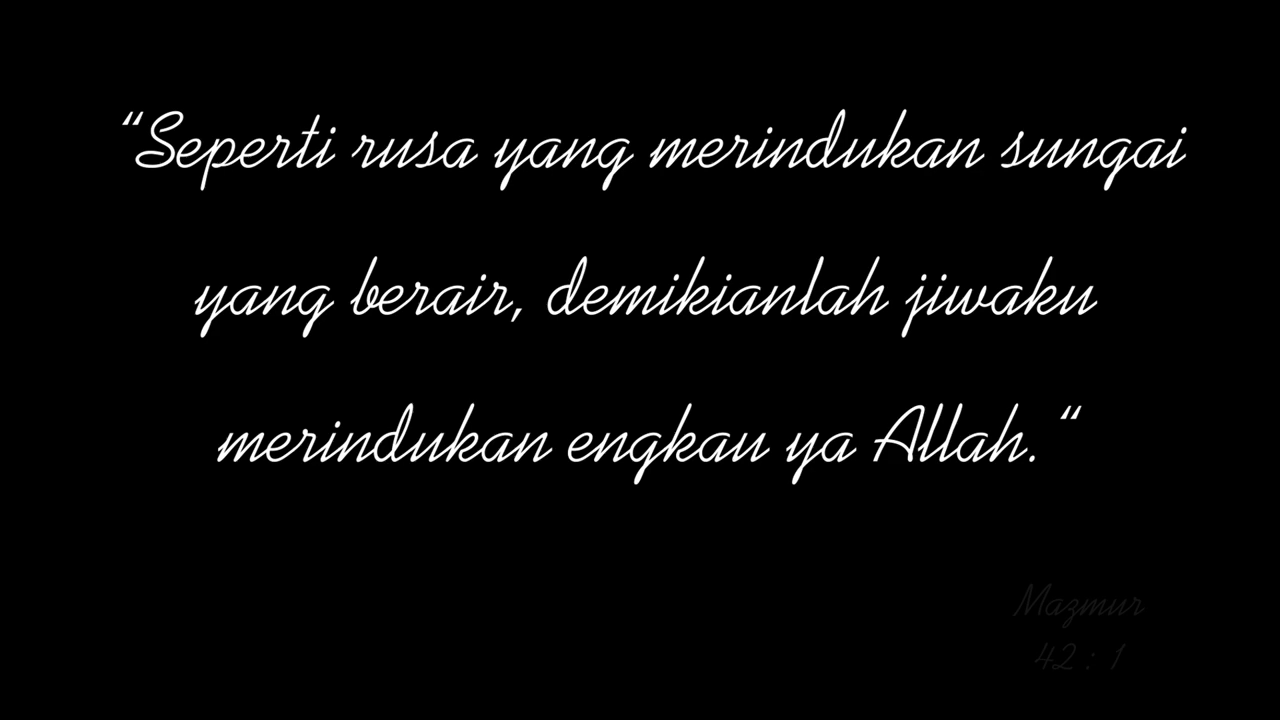 “Seperti rusa yang merindukan sungai
yang berair, demikianlah jiwaku
merindukan engkau ya Allah.“
Mazmur
42 : 1